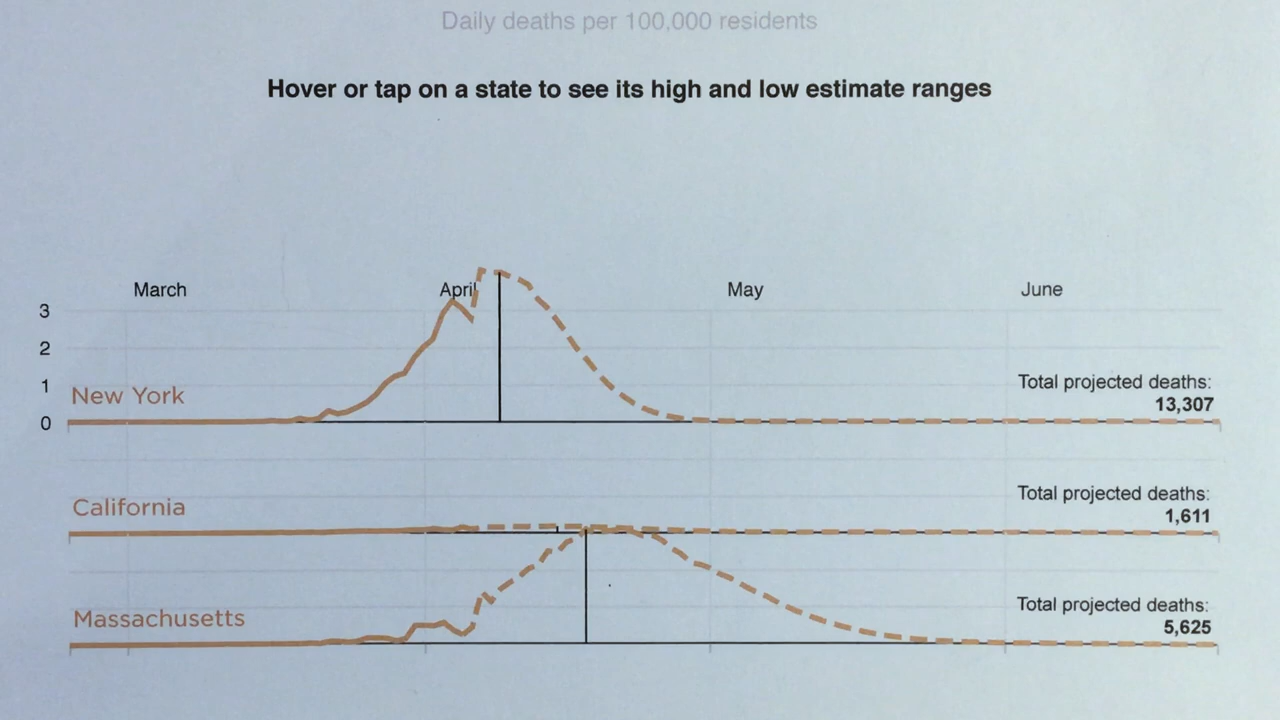 Daily deaths per 100,000 residents
Hover or tap on a state to see its high and low estimate ranges
March April May June
3
2
1
0
New York
Total projected deaths:
13,307
California
Total projected deaths:
1,611
Massachusetts
Total projected deaths:
5,625